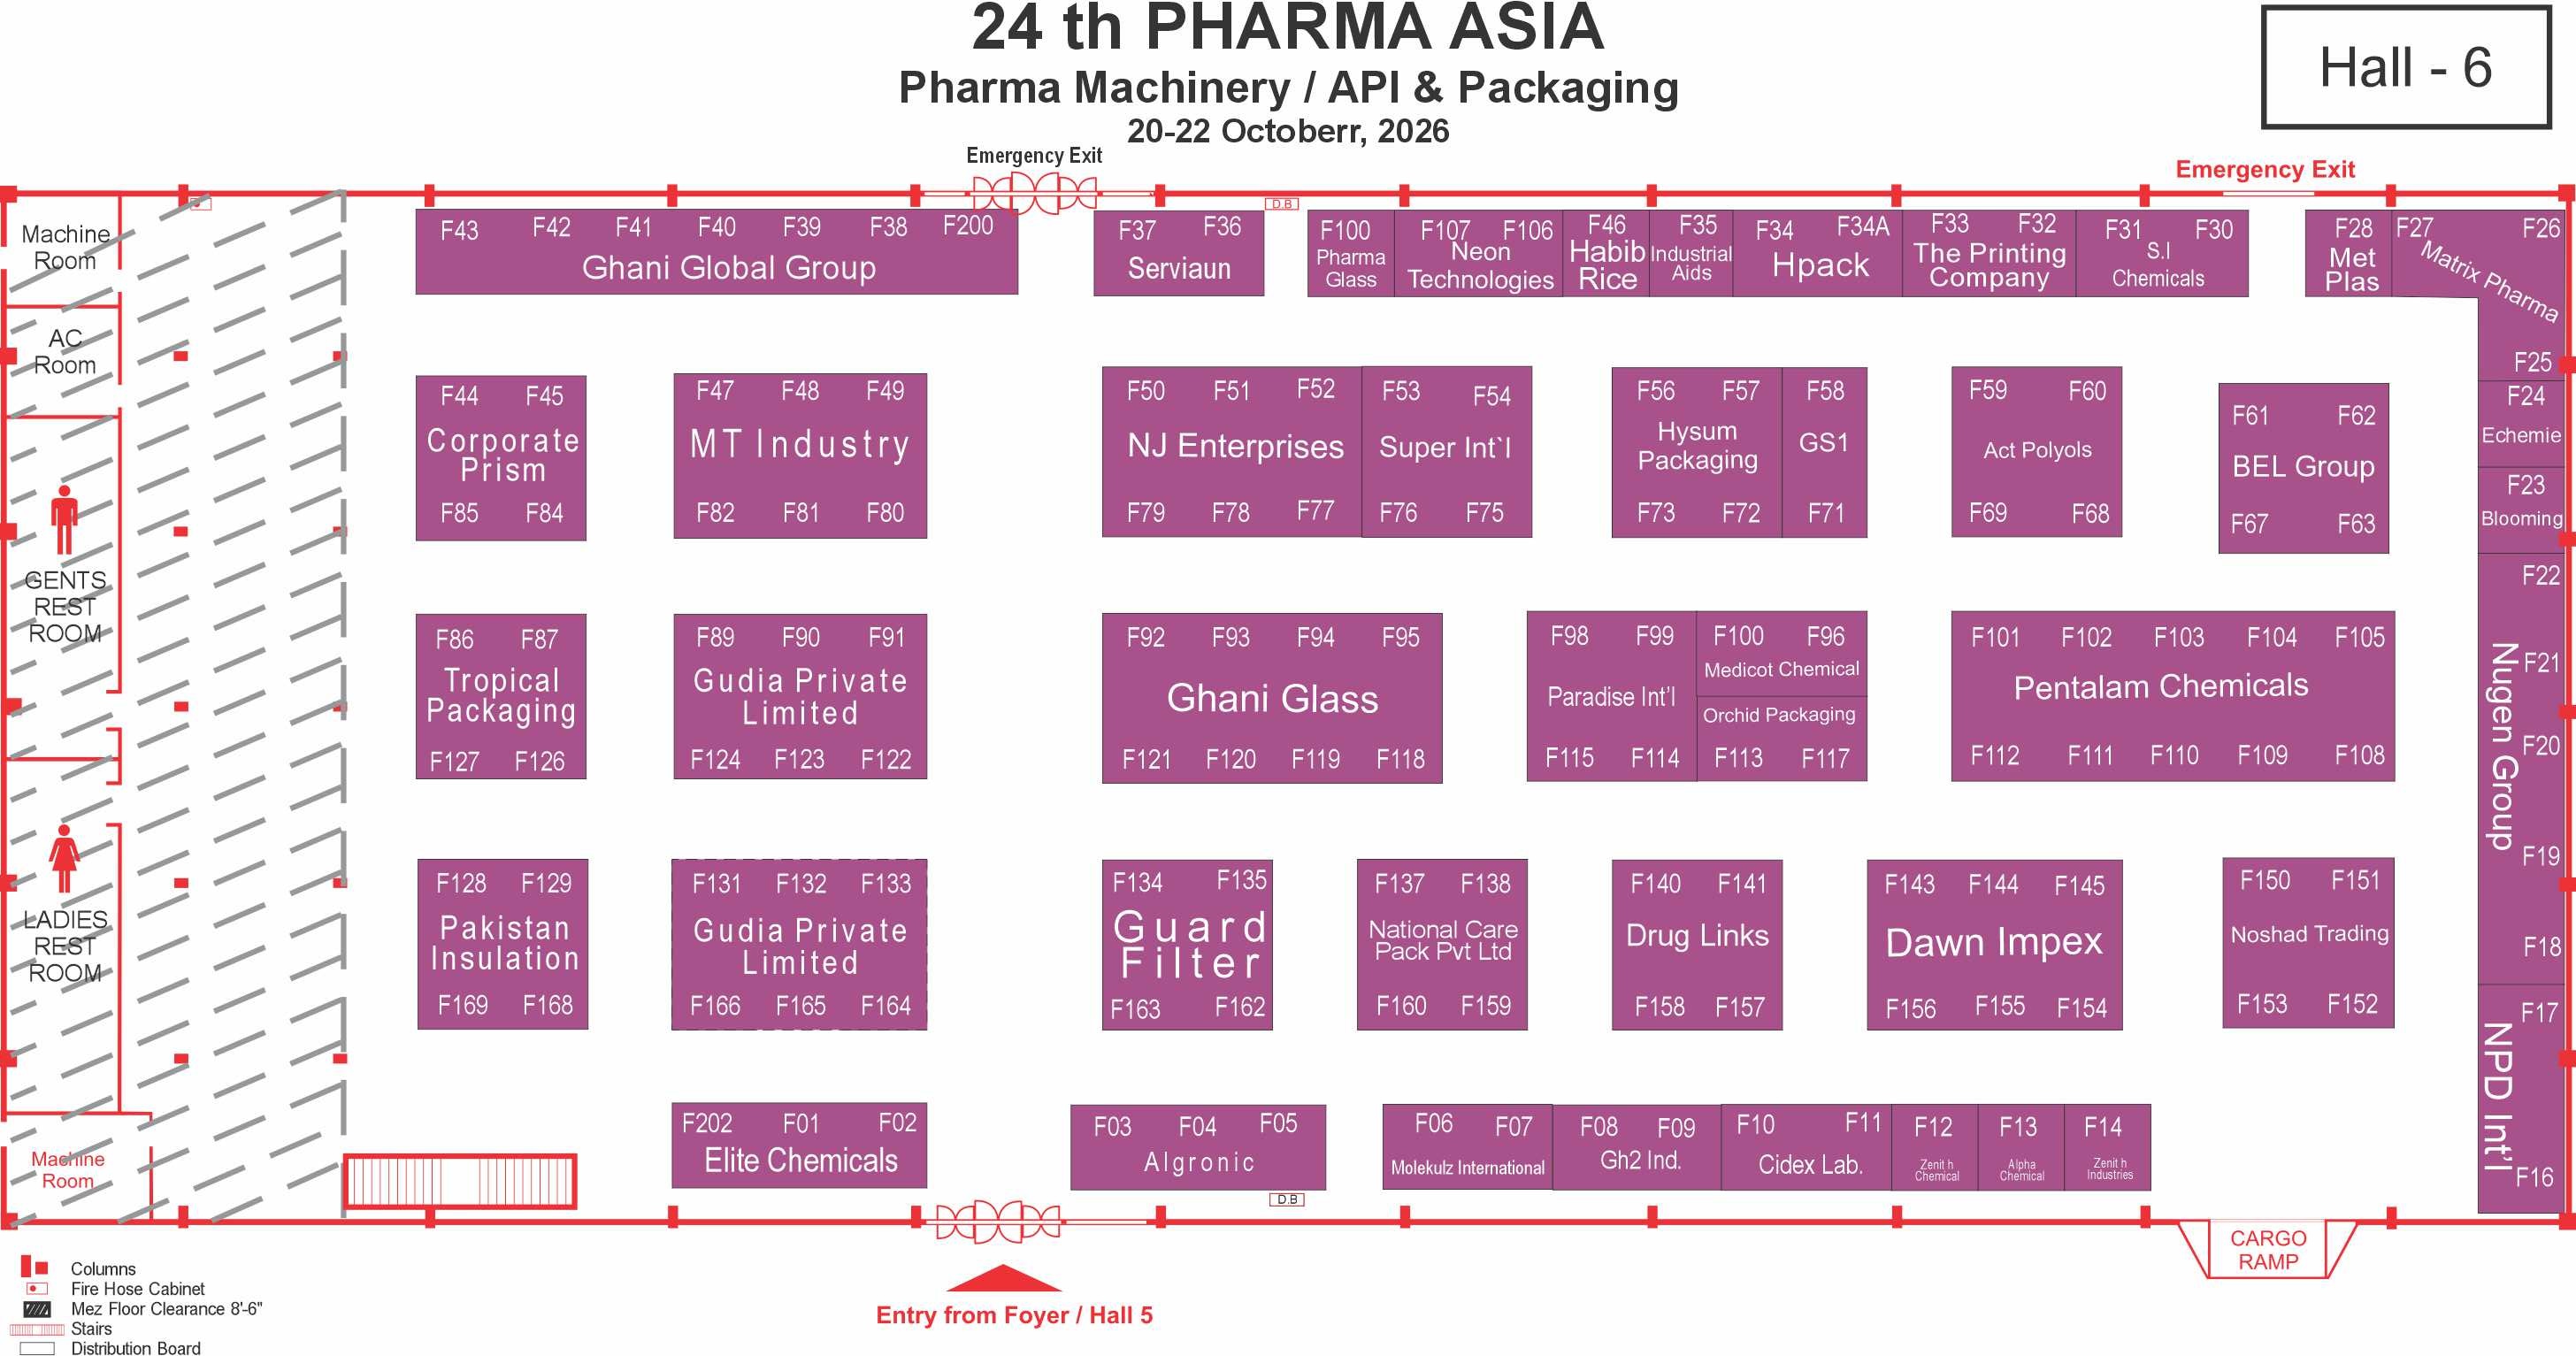 24 th PHARMA ASIA
Pharma Machinery / API & Packaging
20-22 Octoberr, 2026
Hall - 6
Emergency Exit
Emergency Exit
D.B
Machine
Room
AC
Room
GENTS
REST
ROOM
LADIES
REST
ROOM
Machine
Room
F43 F42 F41 F40 F39 F38 F200
Ghani Global Group
F37 F36
Serviaun
F100
Pharma
Glass
F107 F106
Neon
Technologies
F46
Habib
Rice
F35
Industrial
Aids
F34 F34A
Hpack
F33 F32
The Printing
Company
F31 F30
S.I
Chemicals
F28
Met
Plas
F27 F26
Matrix Pharma
F25
F24
Echemie
F23
Blooming
F22
F21
F20
F19
F18
Nugen Group
F17
NPD Int'l
F16
F44 F45
Corporate
Prism
F85 F84
F47 F48 F49
MT Industry
F82 F81 F80
F50 F51 F52
NJ Enterprises
F79 F78 F77
F53 F54
Super Int`l
F76 F75
F56 F57
Hysum
Packaging
F73 F72
F58
GS1
F71
F59 F60
Act Polyols
F69 F68
F61 F62
BEL Group
F67 F63
F86 F87
Tropical
Packaging
F127 F126
F89 F90 F91
Gudia Private
Limited
F124 F123 F122
F92 F93 F94 F95
Ghani Glass
F121 F120 F119 F118
F98 F99
Paradise Int'l
F115 F114
F100 F96
Medicot Chemical
Orchid Packaging
F113 F117
F101 F102 F103 F104 F105
Pentalam Chemicals
F112 F111 F110 F109 F108
F128 F129
Pakistan
Insulation
F169 F168
F131 F132 F133
Gudia Private
Limited
F166 F165 F164
F134 F135
Guard
Filter
F163 F162
F137 F138
National Care
Pack Pvt Ltd
F160 F159
F140 F141
Drug Links
F158 F157
F143 F144 F145
Dawn Impex
F156 F155 F154
F150 F151
Noshad Trading
F153 F152
F202 F01 F02
Elite Chemicals
F03 F04 F05
Algronic
F06 F07
Molekulz International
F08 F09
Gh2 Ind.
F10 F11
Cidex Lab.
F12
Zenit h
Chemical
F13
Alpha
Chemical
F14
Zenit h
Industries
D.B
CARGO
RAMP
Entry from Foyer / Hall 5
Columns
Fire Hose Cabinet
Mez Floor Clearance 8'-6"
Stairs
Distribution Board